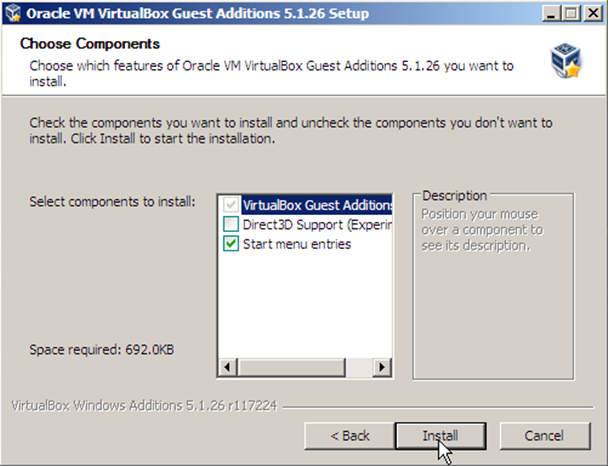 Oracle VM VirtualBox Guest Additions 5.1.26 Setup
Choose Components
Choose which features of Oracle VM VirtualBox Guest Additions 5.1.26 you want to
install.
Check the components you want to install and uncheck the components you don't want to
install. Click Install to start the installation.
Select components to install:
VirtualBox Guest Additions
Direct3D Support (Experin
Start menu entries
Description
Position your mouse
over a component to
see its description.
Space required: 692.0KB
VirtualBox Windows Additions 5.1.26 r117224
< Back
Install
Cancel